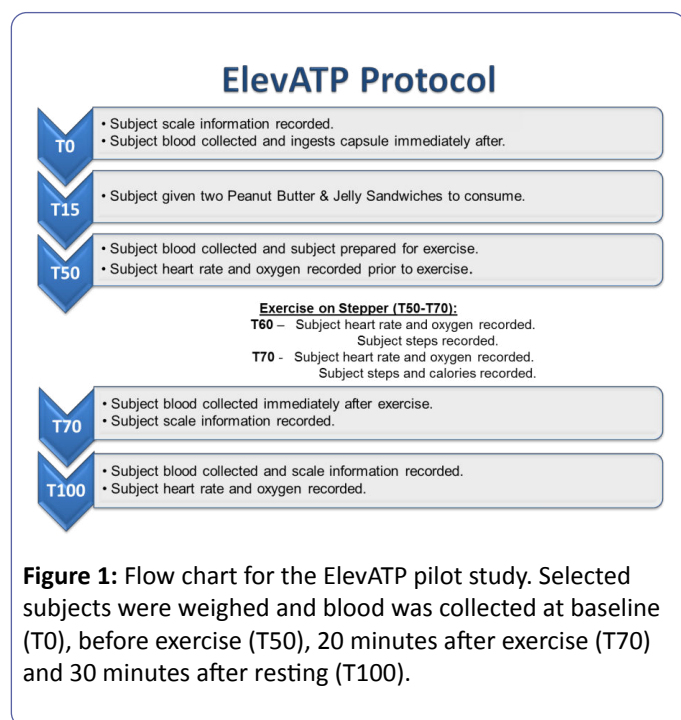 ElevATP Protocol
T0
• Subject scale information recorded.
• Subject blood collected and ingests capsule immediately after.
T15
• Subject given two Peanut Butter & Jelly Sandwiches to consume.
T50
• Subject blood collected and subject prepared for exercise.
• Subject heart rate and oxygen recorded prior to exercise.
Exercise on Stepper (T50-T70):
T60 – Subject heart rate and oxygen recorded.
Subject steps recorded.
T70 - Subject heart rate and oxygen recorded.
Subject steps and calories recorded.
T70
• Subject blood collected immediately after exercise.
• Subject scale information recorded.
T100
• Subject blood collected and scale information recorded.
• Subject heart rate and oxygen recorded.
Figure 1: Flow chart for the ElevATP pilot study. Selected
subjects were weighed and blood was collected at baseline
(T0), before exercise (T50), 20 minutes after exercise (T70)
and 30 minutes after resting (T100).